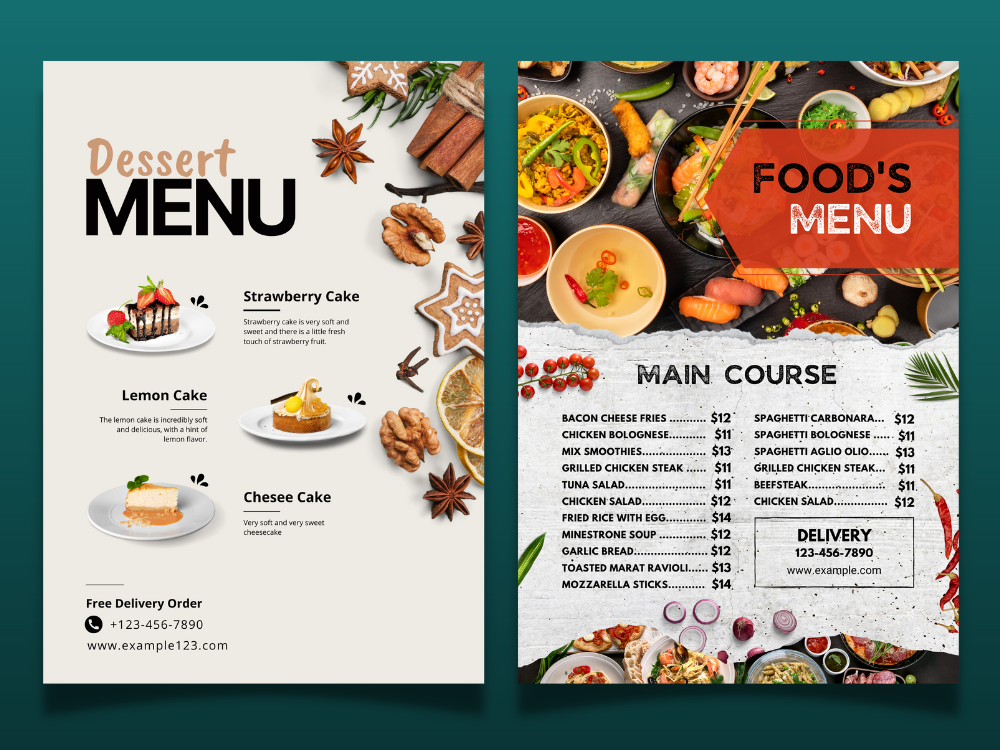 Dessert
MENU
Strawberry Cake
Strawberry cake is very soft and
sweet and there is a little fresh
touch of strawberry fruit.
Lemon Cake
The lemon cake is incredibly soft
and delicious, with a hint of
lemon flavor.
Chesee Cake
Very soft and very sweet
cheesecake
Free Delivery Order
+123-456-7890
www.example123.com
FOOD'S
MENU
MAIN COURSE
BACON CHEESE FRIES .......... $12
CHICKEN BOLOGNESE........... $11
MIX SMOOTHIES................... $13
GRILLED CHICKEN STEAK ...... $11
TUNA SALAD........................ $11
CHICKEN SALAD................... $12
FRIED RICE WITH EGG........... $14
MINESTRONE SOUP .............. $12
GARLIC BREAD..................... $12
TOASTED MARAT RAVIOLI...... $13
MOZZARELLA STICKS........... $14
SPAGHETTI CARBONARA... $12
SPAGHETTI BOLOGNESE ..... $11
SPAGHETTI AGLIO OLIO...... $13
GRILLED CHICKEN STEAK... $11
BEEFSTEAK....................... $11
CHICKEN SALAD................ $12
DELIVERY
123-456-7890
www.example.com